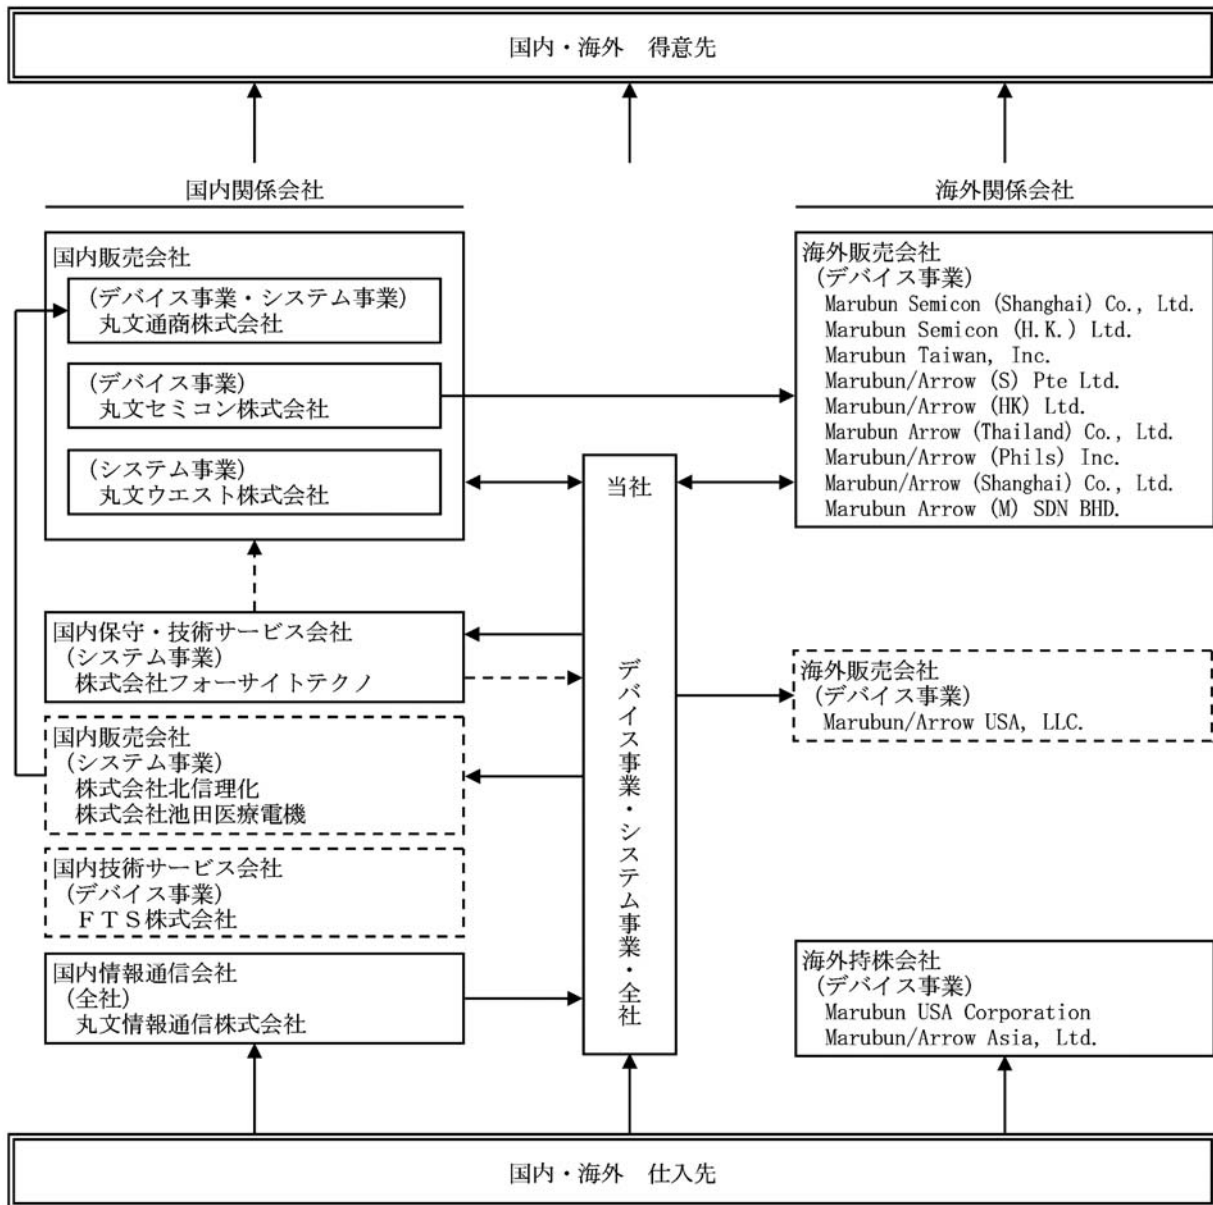 国内・海外　得意先
国内関係会社
国内販売会社
(デバイス事業・システム事業)
丸文通商株式会社
(デバイス事業)
丸文セミコン株式会社
(システム事業)
丸文ウエスト株式会社
国内保守・技術サービス会社
(システム事業)
株式会社フォーサイトテクノ
国内販売会社
(システム事業)
株式会社北信理化
株式会社池田医療電機
国内技術サービス会社
(デバイス事業)
ＦＴＳ株式会社
国内情報通信会社
(全社)
丸文情報通信株式会社
当社
デバイス事業・システム事業・全社
海外関係会社
海外販売会社
(デバイス事業)
Marubun Semicon (Shanghai) Co., Ltd.
Marubun Semicon (H.K.) Ltd.
Marubun Taiwan, Inc.
Marubun/Arrow (S) Pte Ltd.
Marubun/Arrow (HK) Ltd.
Marubun Arrow (Thailand) Co., Ltd.
Marubun/Arrow (Phils) Inc.
Marubun/Arrow (Shanghai) Co., Ltd.
Marubun Arrow (M) SDN BHD.
海外販売会社
(デバイス事業)
Marubun/Arrow USA, LLC.
海外持株会社
(デバイス事業)
Marubun USA Corporation
Marubun/Arrow Asia, Ltd.
国内・海外　仕入先